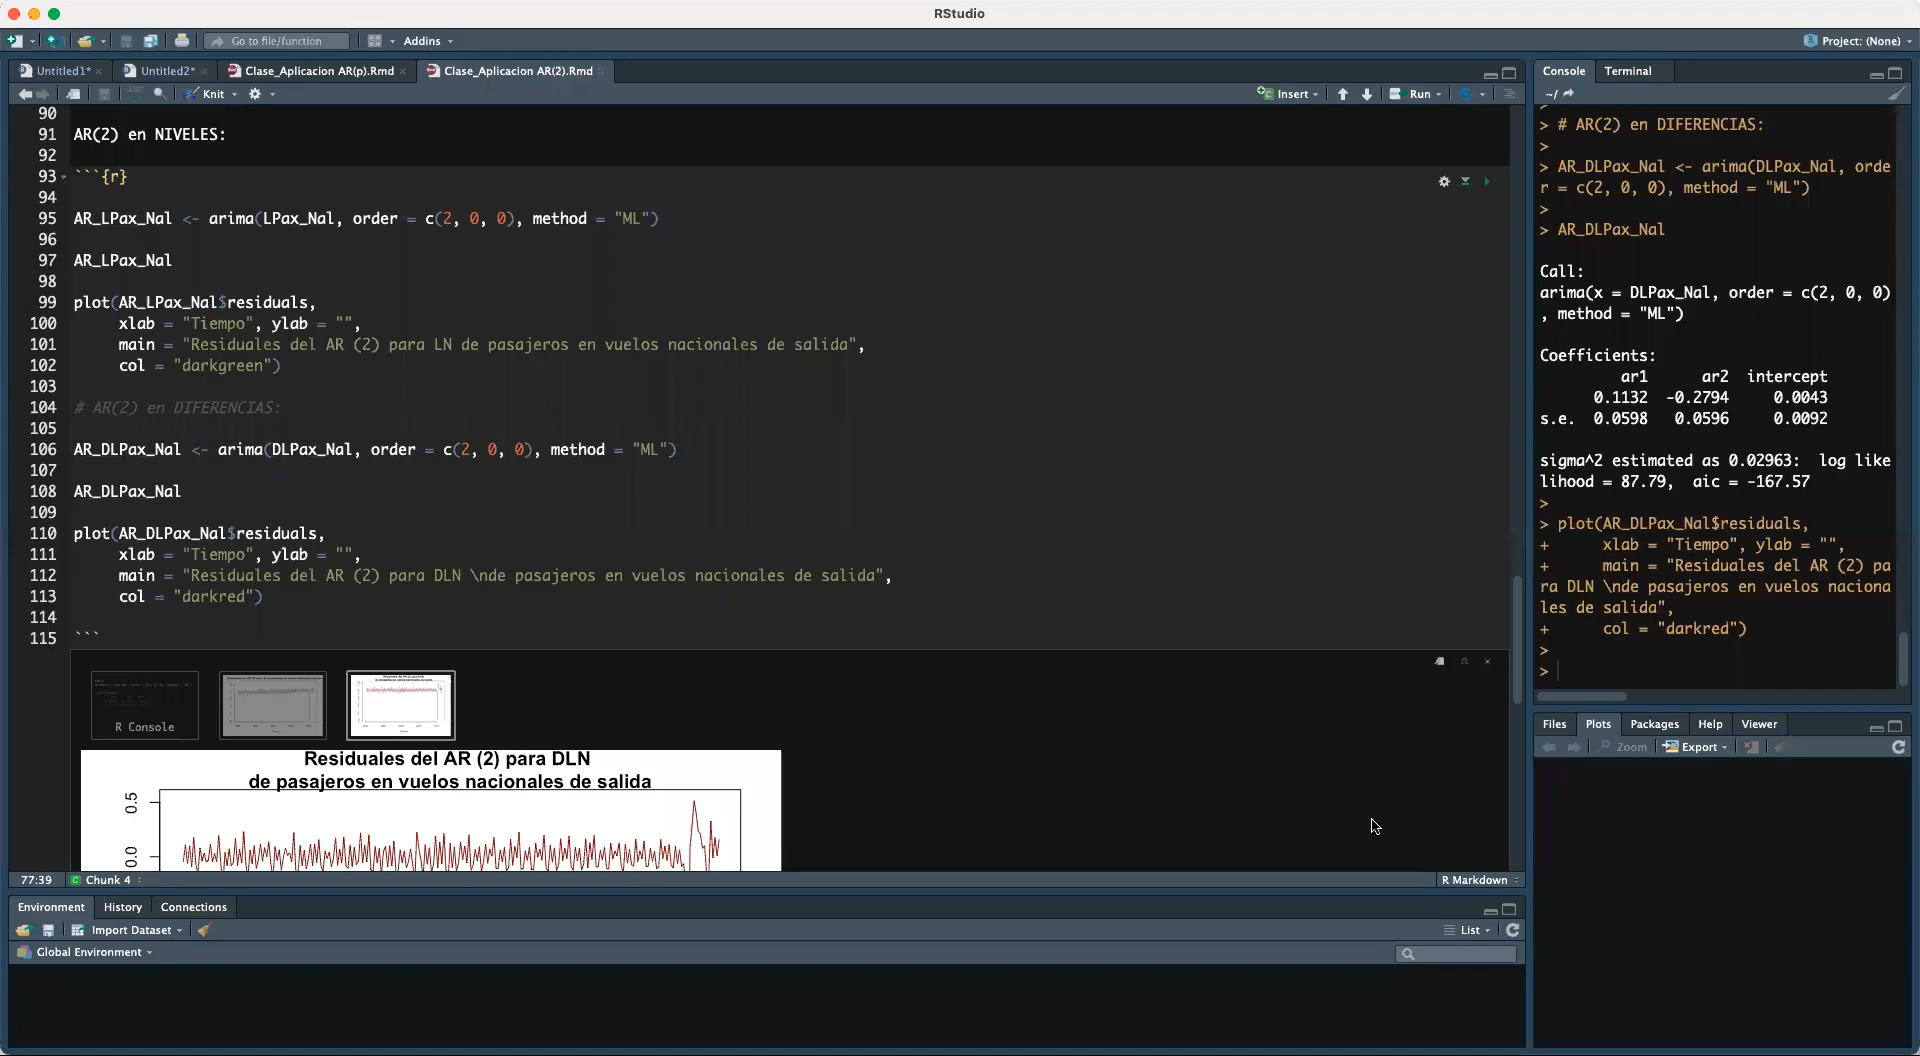 RStudio
Go to file/function
Addins
Project: (None)
Untitled1*
Untitled2*
Clase_Aplicacion AR(p).Rmd
Clase_Aplicacion AR(2).Rmd
ABC
Knit
Insert
Run
90
91 AR(2) en NIVELES:
92
93 ```{r}
94
95 AR_LPax_Nal <- arima(LPax_Nal, order = c(2, 0, 0), method = "ML")
96
97 AR_LPax_Nal
98
99 plot(AR_LPax_Nal$residuals,
100 xlab = "Tiempo", ylab = "",
101 main = "Residuales del AR (2) para LN de pasajeros en vuelos nacionales de salida",
102 col = "darkgreen")
103
104 # AR(2) en DIFERENCIAS:
105
106 AR_DLPax_Nal <- arima(DLPax_Nal, order = c(2, 0, 0), method = "ML")
107
108 AR_DLPax_Nal
109
110 plot(AR_DLPax_Nal$residuals,
111 xlab = "Tiempo", ylab = "",
112 main = "Residuales del AR (2) para DLN \nde pasajeros en vuelos nacionales de salida",
113 col = "darkred")
114
115 ```
R Console
Residuales del AR (2) para DLN
de pasajeros en vuelos nacionales de salida
0.5
0.0
77:39
Chunk 4
R Markdown
Environment
History
Connections
Import Dataset
List
Global Environment
Console
Terminal
~/
>
> # AR(2) en DIFERENCIAS:
>
> AR_DLPax_Nal <- arima(DLPax_Nal, orde
r = c(2, 0, 0), method = "ML")
>
> AR_DLPax_Nal
Call:
arima(x = DLPax_Nal, order = c(2, 0, 0)
, method = "ML")
Coefficients:
ar1 ar2 intercept
0.1132 -0.2794 0.0043
s.e. 0.0598 0.0596 0.0092
sigma^2 estimated as 0.02963: log like
lihood = 87.79, aic = -167.57
>
> plot(AR_DLPax_Nal$residuals,
+ xlab = "Tiempo", ylab = "",
+ main = "Residuales del AR (2) pa
ra DLN \nde pasajeros en vuelos naciona
les de salida",
+ col = "darkred")
>
>
Files
Plots
Packages
Help
Viewer
Zoom
Export